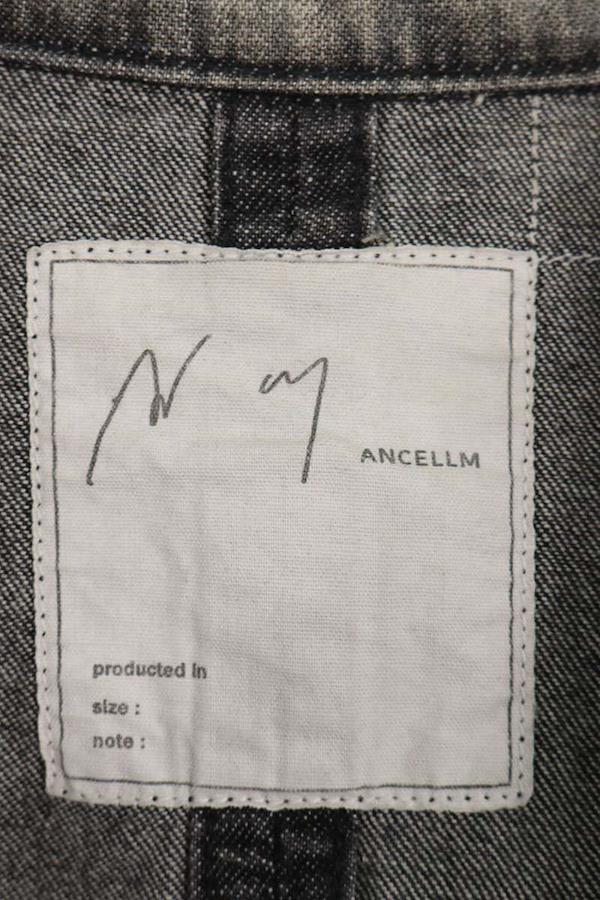 ANCELLM
producted in
size :
note :